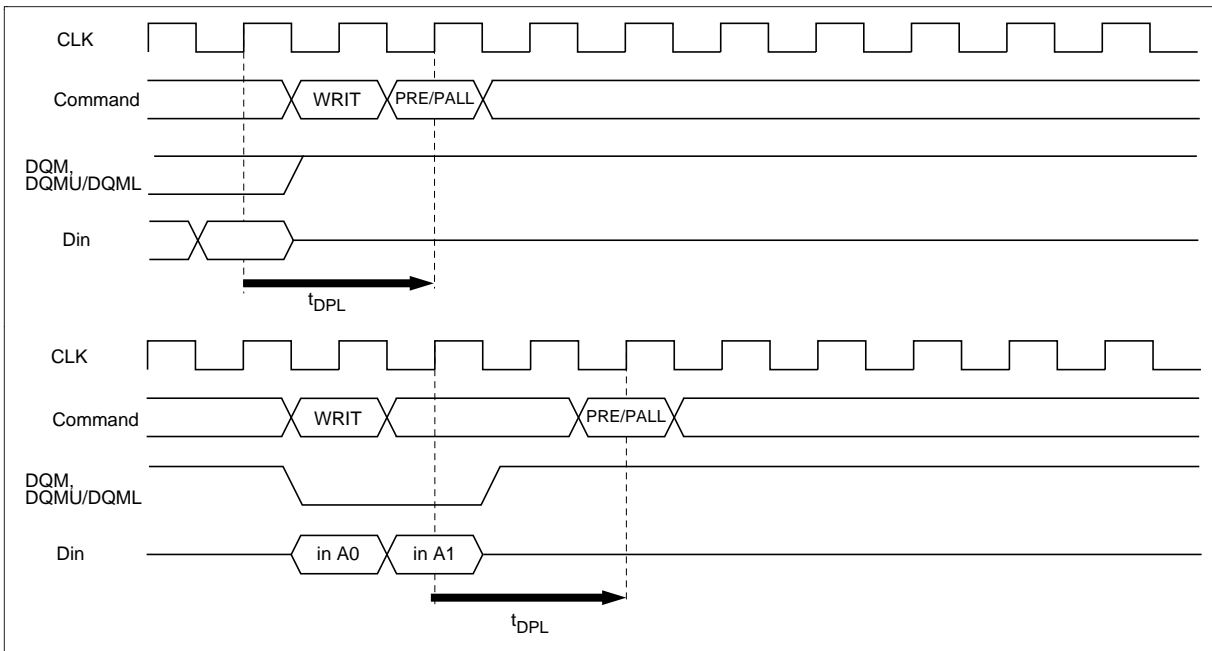 CLK
Command WRIT PRE/PALL
DQM,
DQMU/DQML
Din
tDPL
CLK
Command WRIT PRE/PALL
DQM,
DQMU/DQML
Din in A0 in A1
tDPL